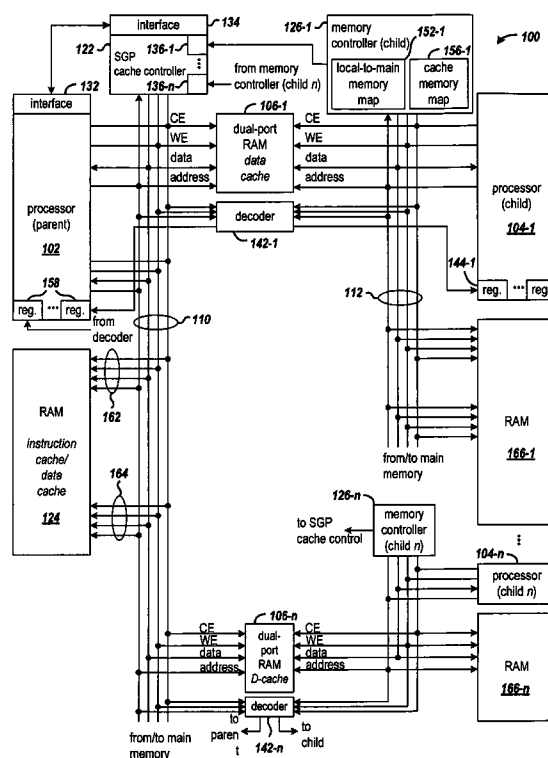 interface
134
122
SGP
cache controller
136-1
136-n
126-1
memory
controller (child)
152-1
156-1
local-to-main
memory
map
cache
memory
map
100
from memory
controller (child n)
132
interface
processor
(parent)
102
158
reg. ••• reg.
from
decoder
CE
WE
data
address
106-1
dual-port
RAM
data
cache
CE
WE
data
address
decoder
142-1
processor
(child)
104-1
144-1
reg. ••• reg.
110
112
RAM
instruction
cache/
data
cache
124
162
164
RAM
166-1
from/to main
memory
126-n
to SGP
cache control
memory
controller
(child n)
104-n
processor
(child n)
106-n
CE
WE
data
address
dual-
port
RAM
D-cache
CE
WE
data
address
RAM
166-n
decoder
142-n
to
paren
t
to
child
from/to main
memory